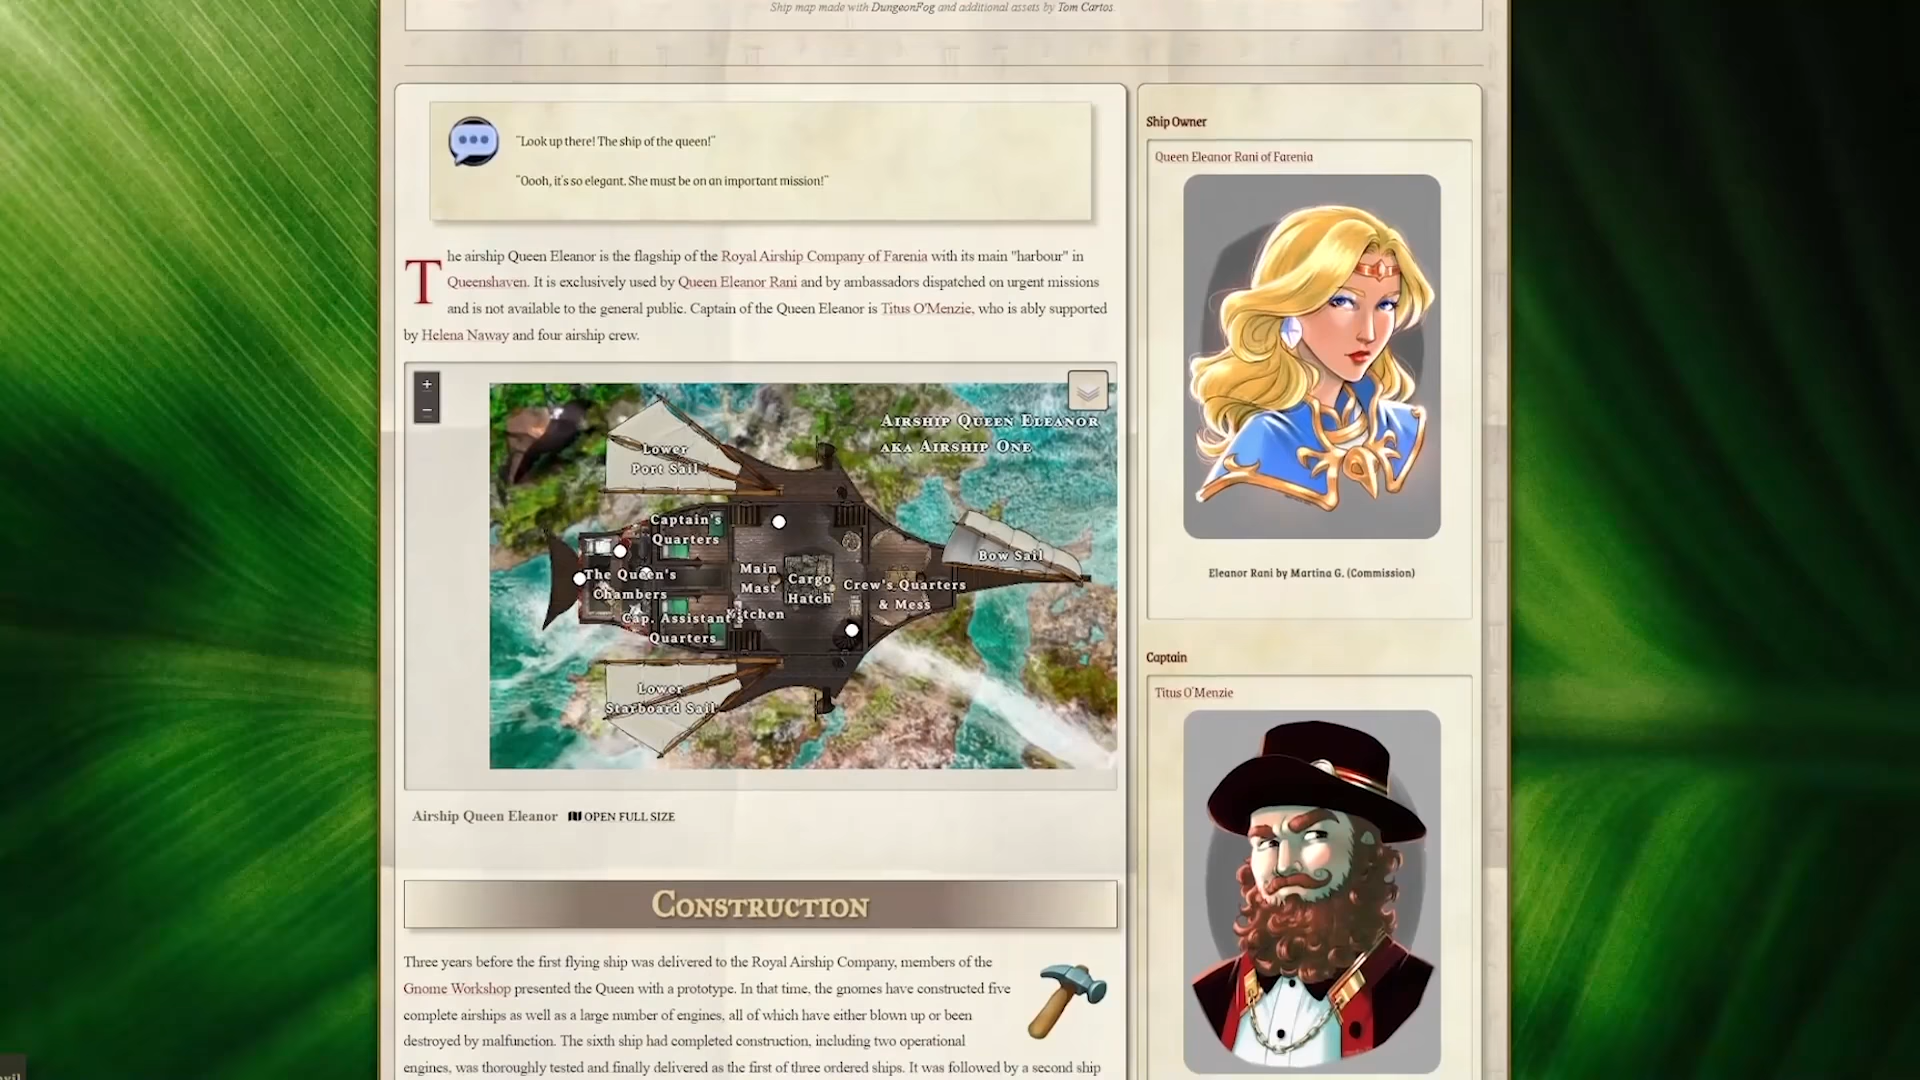 Ship map made with DungeonFog and additional assets by Tom Cartos.
"Look up there! The ship of the queen!"
"Oooh, it's so elegant. She must be on an important mission!"
The airship Queen Eleanor is the flagship of the Royal Airship Company of Farenia with its main "harbour" in
Queenshaven. It is exclusively used by Queen Eleanor Rani and by ambassadors dispatched on urgent missions
and is not available to the general public. Captain of the Queen Eleanor is Titus O'Menzie, who is ably supported
by Helena Naway and four airship crew.
+
−
Airship Queen Eleanor
aka Airship One
Lower
Port Sail
Captain's
Quarters
Bow Sail
The Queen's
Chambers
Main
Mast
Cargo
Hatch
Crew's Quarters
& Mess
Kitchen
Cap. Assistant's
Quarters
Lower
Starboard Sail
Airship Queen Eleanor OPEN FULL SIZE
Construction
Three years before the first flying ship was delivered to the Royal Airship Company, members of the
Gnome Workshop presented the Queen with a prototype. In that time, the gnomes have constructed five
complete airships as well as a large number of engines, all of which have either blown up or been
destroyed by malfunction. The sixth ship had completed construction, including two operational
engines, was thoroughly tested and finally delivered as the first of three ordered ships. It was followed by a second ship
Ship Owner
Queen Eleanor Rani of Farenia
Eleanor Rani by Martina G. (Commission)
Captain
Titus O'Menzie